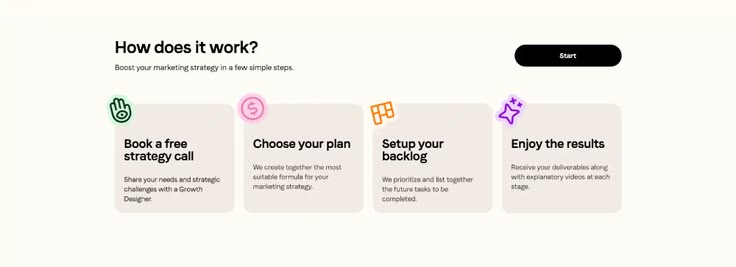 How does it work?
Boost your marketing strategy in a few simple steps.
Start
Book a free
strategy call
Share your needs and strategic
challenges with a Growth
Designer.
Choose your plan
We create together the most
suitable formula for your
marketing strategy.
Setup your
backlog
We prioritize and list together
the future tasks to be
completed.
Enjoy the results
Receive your deliverables along
with explanatory videos at each
stage.